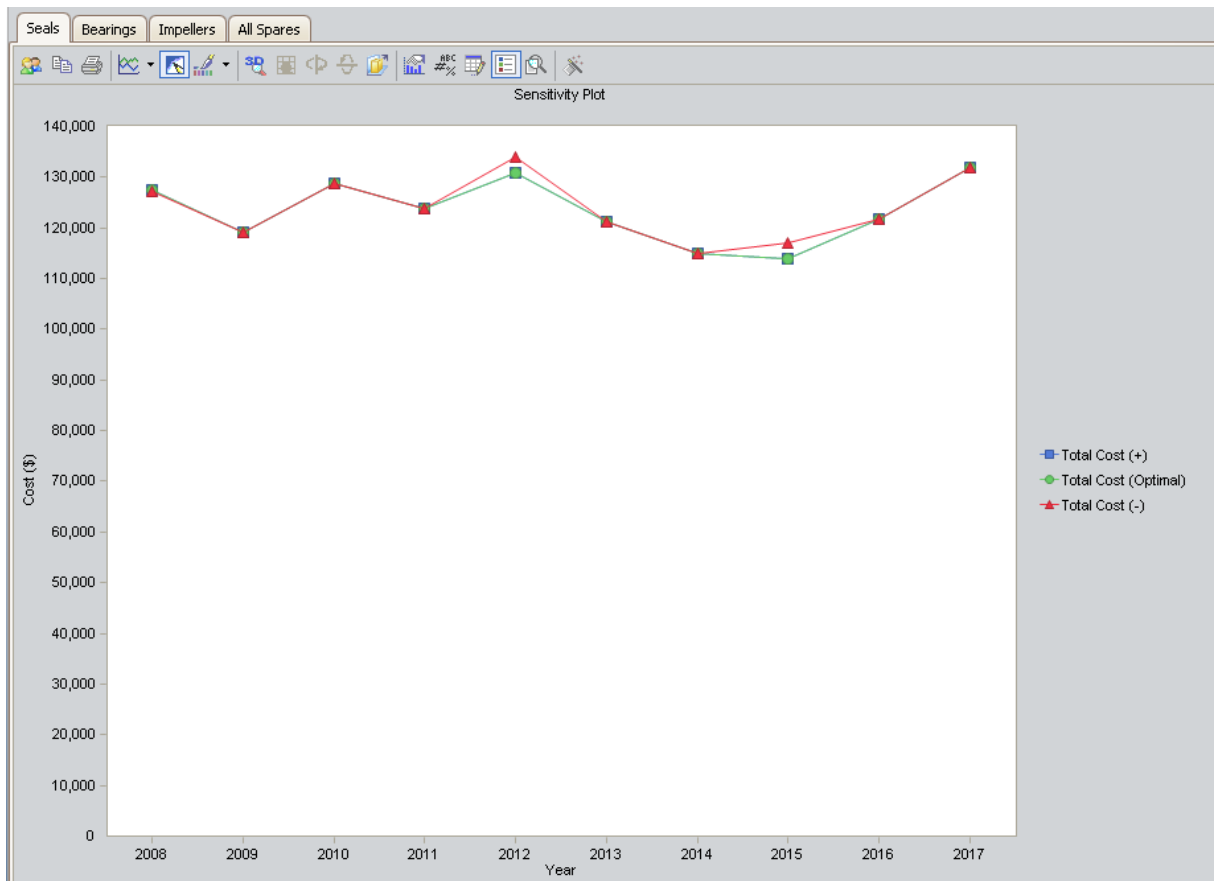 Seals Bearings Impellers All Spares
3D ABC #%
Sensitivity Plot
140,000
130,000
120,000
110,000
100,000
90,000
80,000
70,000
60,000
50,000
40,000
30,000
20,000
10,000
0
Cost ($)
2008 2009 2010 2011 2012 2013 2014 2015 2016 2017
Year
Total Cost (+)
Total Cost (Optimal)
Total Cost (-)